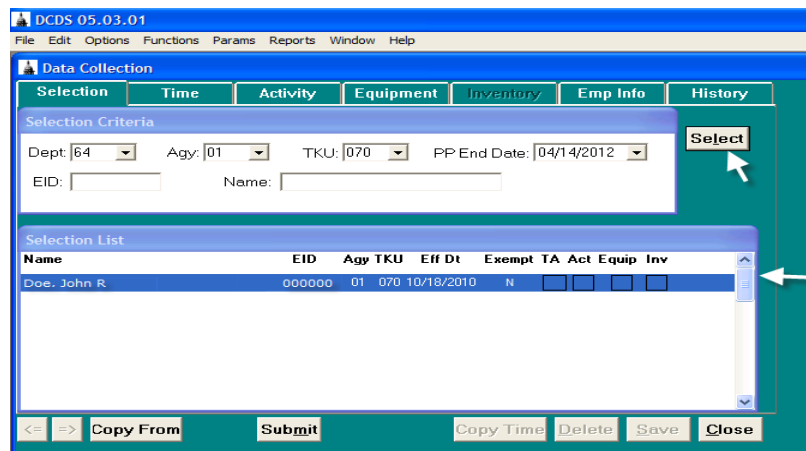 DCDS 05.03.01
File Edit Options Functions Params Reports Window Help
Data Collection
Selection Time Activity Equipment Inventory Emp Info History
Selection Criteria
Select
Dept: 64 Agy: 01 TKU: 070 PP End Date: 04/14/2012
EID: Name:
Selection List
Name EID Agy TKU Eff Dt Exempt TA Act Equip Inv
Doe, John R 000000 01 070 10/18/2010 N
<= => Copy From Submit Copy Time Delete Save Close